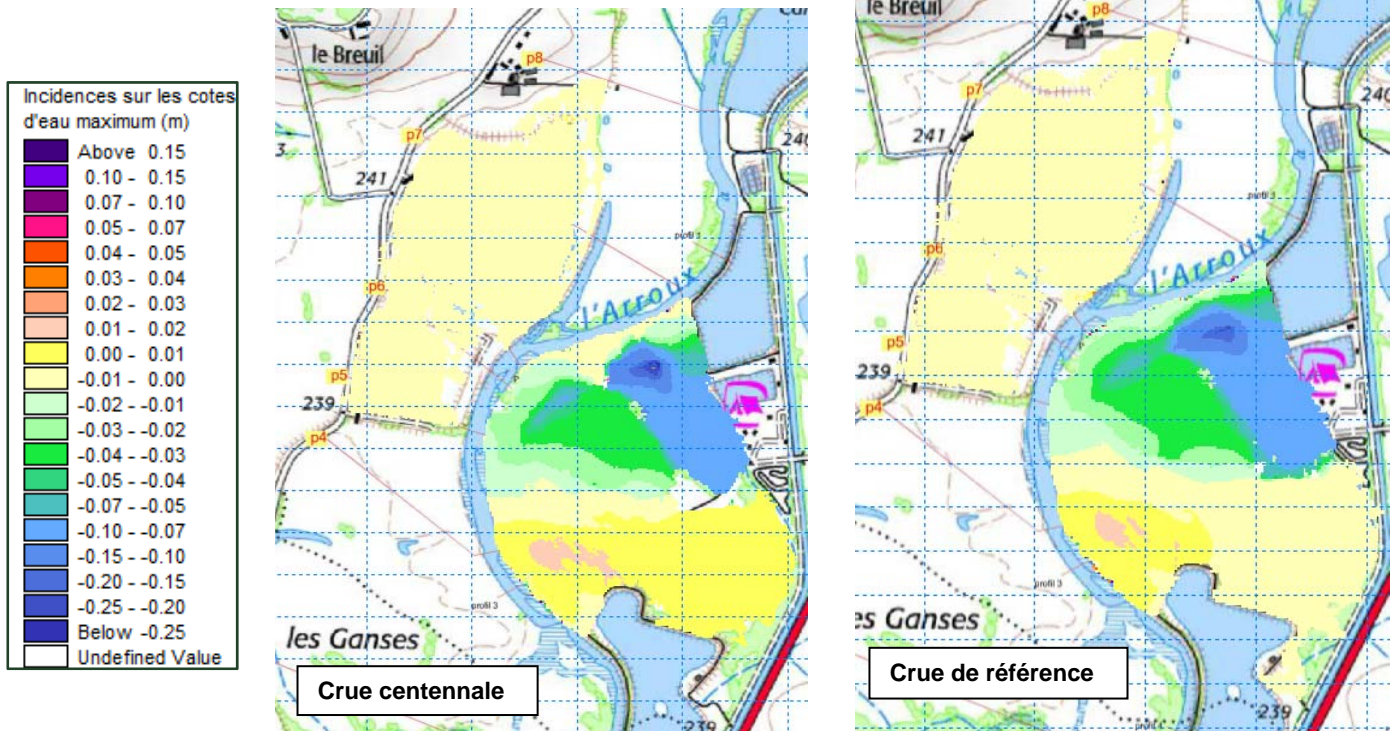 Incidences sur les cotes
d'eau maximum (m)
Above 0.15
0.10 - 0.15
0.07 - 0.10
0.05 - 0.07
0.04 - 0.05
0.03 - 0.04
0.02 - 0.03
0.01 - 0.02
0.00 - 0.01
-0.01 - 0.00
-0.02 - -0.01
-0.03 - -0.02
-0.04 - -0.03
-0.05 - -0.04
-0.07 - -0.05
-0.10 - -0.07
-0.15 - -0.10
-0.20 - -0.15
-0.25 - -0.20
Below -0.25
Undefined Value
le Breuil
p8
p7
241
p6
l'Arroux
p5
239
p4
profil 3
les Ganses
Crue centennale
239
le Breuil
p8
p7
240
241
p6
l'Arroux
p5
239
p4
profil 3
es Ganses
Crue de référence
239